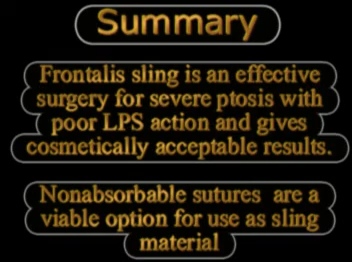 Summary
Frontalis sling is an effective
surgery for severe ptosis with
poor LPS action and gives
cosmetically acceptable results.
Nonabsorbable sutures are a
viable option for use as sling
material